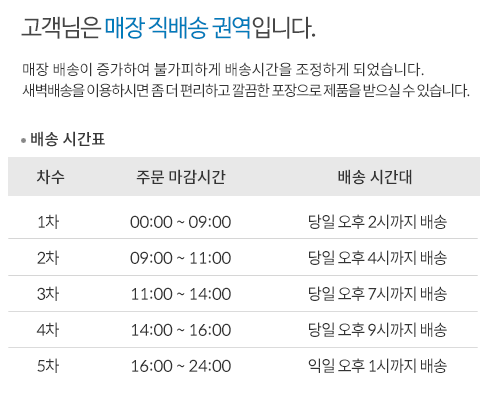 고객님은 매장 직배송 권역입니다.
매장 배송이 증가하여 불가피하게 배송시간을 조정하게 되었습니다.
새벽배송을 이용하시면 좀 더 편리하고 깔끔한 포장으로 제품을 받으실 수 있습니다.
• 배송 시간표
차수 주문 마감시간 배송 시간대
1차 00:00 ~ 09:00 당일 오후 2시까지 배송
2차 09:00 ~ 11:00 당일 오후 4시까지 배송
3차 11:00 ~ 14:00 당일 오후 7시까지 배송
4차 14:00 ~ 16:00 당일 오후 9시까지 배송
5차 16:00 ~ 24:00 익일 오후 1시까지 배송